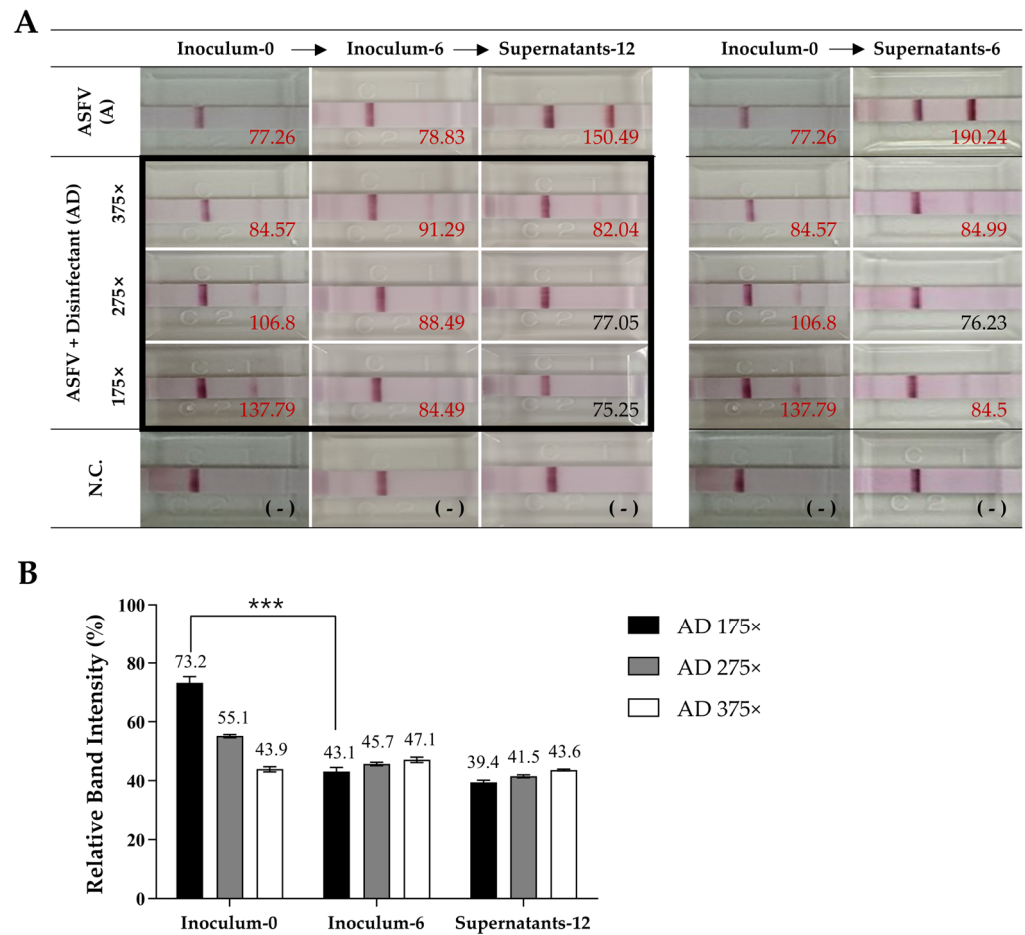 A
Inoculum-0 → Inoculum-6 → Supernatants-12 Inoculum-0 → Supernatants-6
ASFV
(A)
77.26 78.83 150.49 77.26 190.24
ASFV + Disinfectant (AD)
375×
84.57 91.29 82.04 84.57 84.99
275×
106.8 88.49 77.05 106.8 76.23
175×
137.79 84.49 75.25 137.79 84.5
N.C.
( - ) ( - ) ( - ) ( - ) ( - )
B
Relative Band Intensity (%)
100
80
60
40
20
0
***
73.2 55.1 43.9
43.1 45.7 47.1
39.4 41.5 43.6
Inoculum-0 Inoculum-6 Supernatants-12
AD 175×
AD 275×
AD 375×